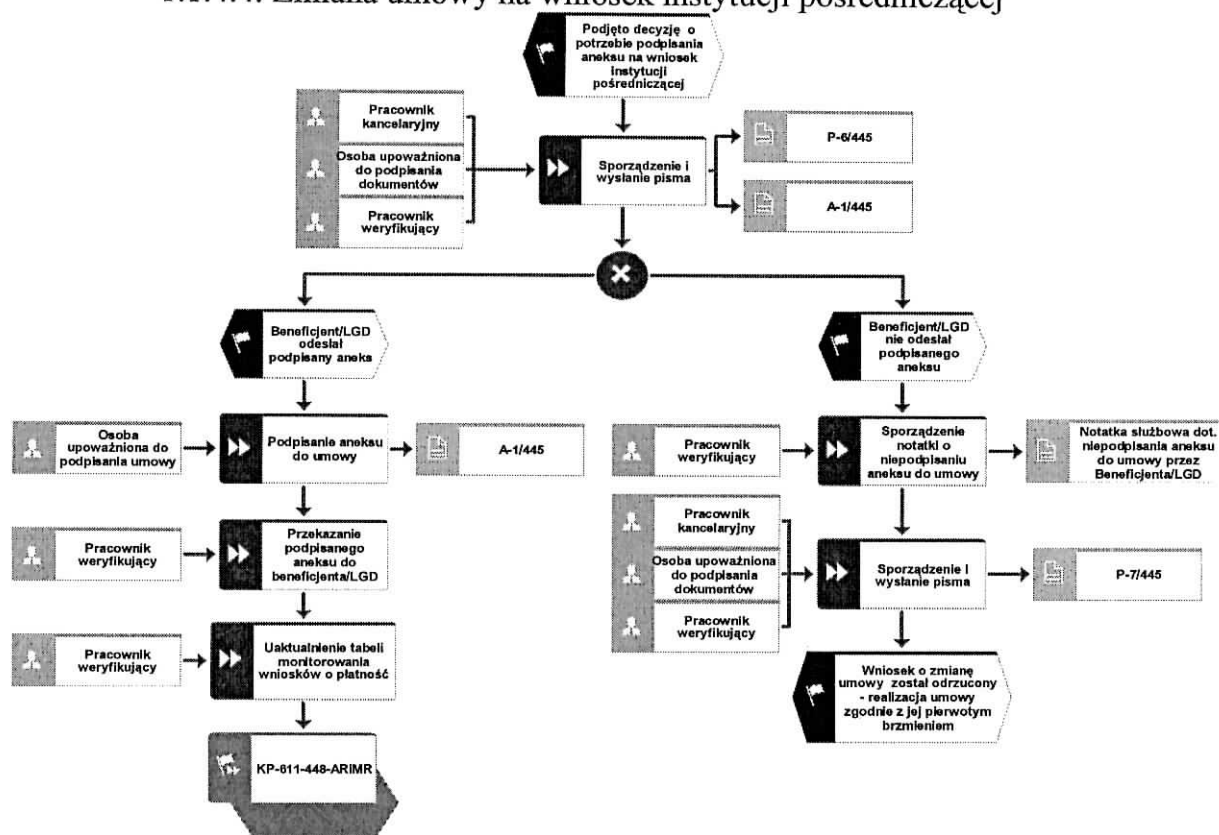 Zmiana umowy na wniosek instytucji pośredniczącej
Podjęto decyzję o
potrzebie podpisania
aneksu na wniosek
instytucji
pośredniczącej
Pracownik
kancelaryjny
Osoba upoważniona
do podpisania
dokumentów
Pracownik
weryfikujący
Sporządzenie i
wysłanie pisma
P-6/445
A-1/445
Beneficjent/LGD
odesłał
podpisany aneks
Beneficjent/LGD
nie odesłał
podpisanego
aneksu
Osoba
upoważniona do
podpisania umowy
Podpisanie aneksu
do umowy
A-1/445
Pracownik
weryfikujący
Sporządzenie
notatki o
niepodpisaniu
aneksu do umowy
Notatka służbowa dot.
niepodpisania aneksu
do umowy przez
Beneficjenta/LGD
Pracownik
weryfikujący
Przekazanie
podpisanego
aneksu do
beneficjenta/LGD
Pracownik
kancelaryjny
Osoba upoważniona
do podpisania
dokumentów
Pracownik
weryfikujący
Sporządzenie i
wysłanie pisma
P-7/445
Pracownik
weryfikujący
Uaktualnienie tabeli
monitorowania
wniosków o płatność
Wniosek o zmianę
umowy został odrzucony
- realizacja umowy
zgodnie z jej pierwotym
brzmieniem
KP-611-448-ARIMR